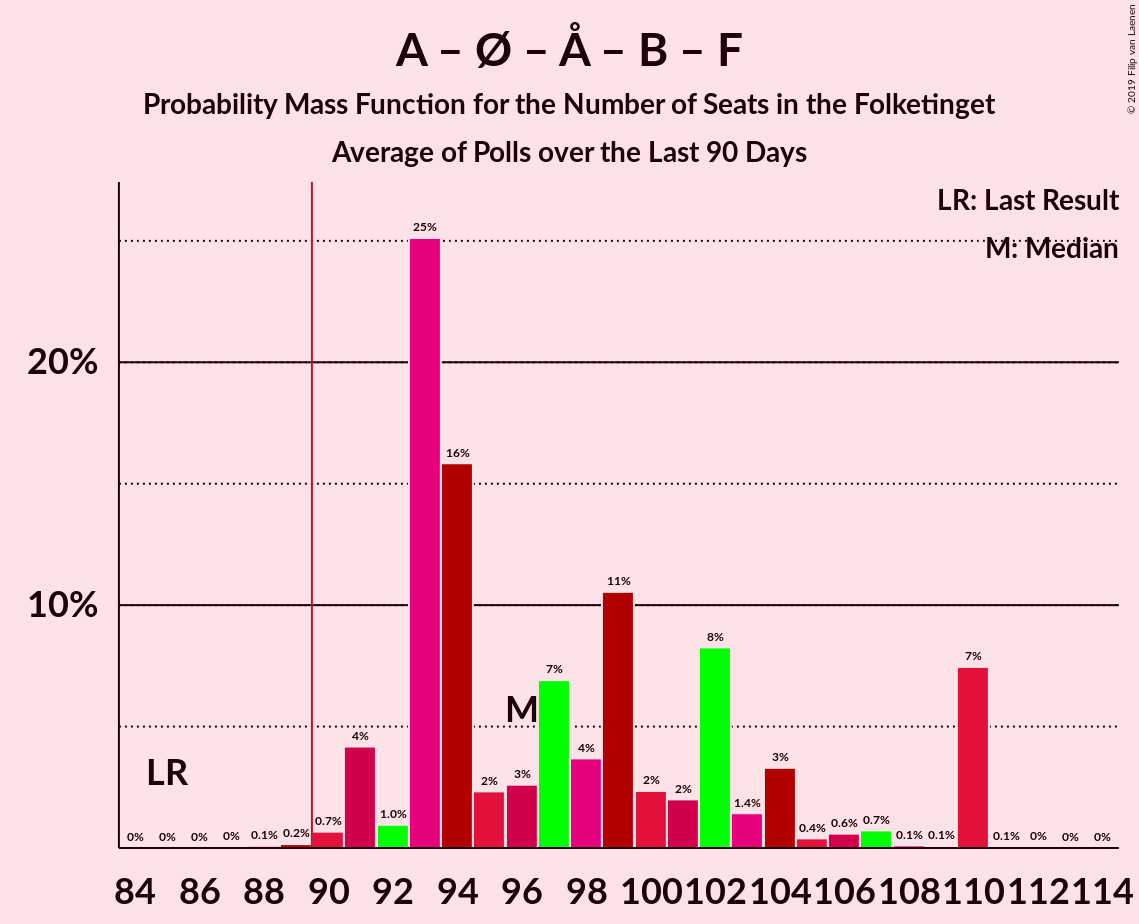 A – Ø – Å – B – F
Probability Mass Function for the Number of Seats in the Folketinget
Average of Polls over the Last 90 Days
© 2019 Filip van Laenen
LR: Last Result
M: Median
20%
10%
LR
M
0% 0% 0% 0% 0.1% 0.2% 0.7% 4% 1.0% 25% 16% 2% 3% 7% 4% 11% 2% 2% 8% 1.4% 3% 0.4% 0.6% 0.7% 0.1% 0.1% 7% 0.1% 0% 0% 0%
84 86 88 90 92 94 96 98 100 102 104 106 108 110 112 114